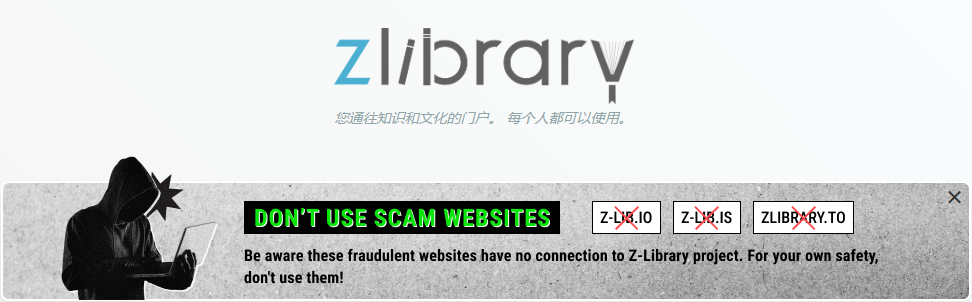 zlibrary
您通往知识和文化的门户。 每个人都可以使用。
DON'T USE SCAM WEBSITES
Z-LIB.IO
Z-LIB.IS
ZLIBRARY.TO
Be aware these fraudulent websites have no connection to Z-Library project. For your own safety,
don't use them!